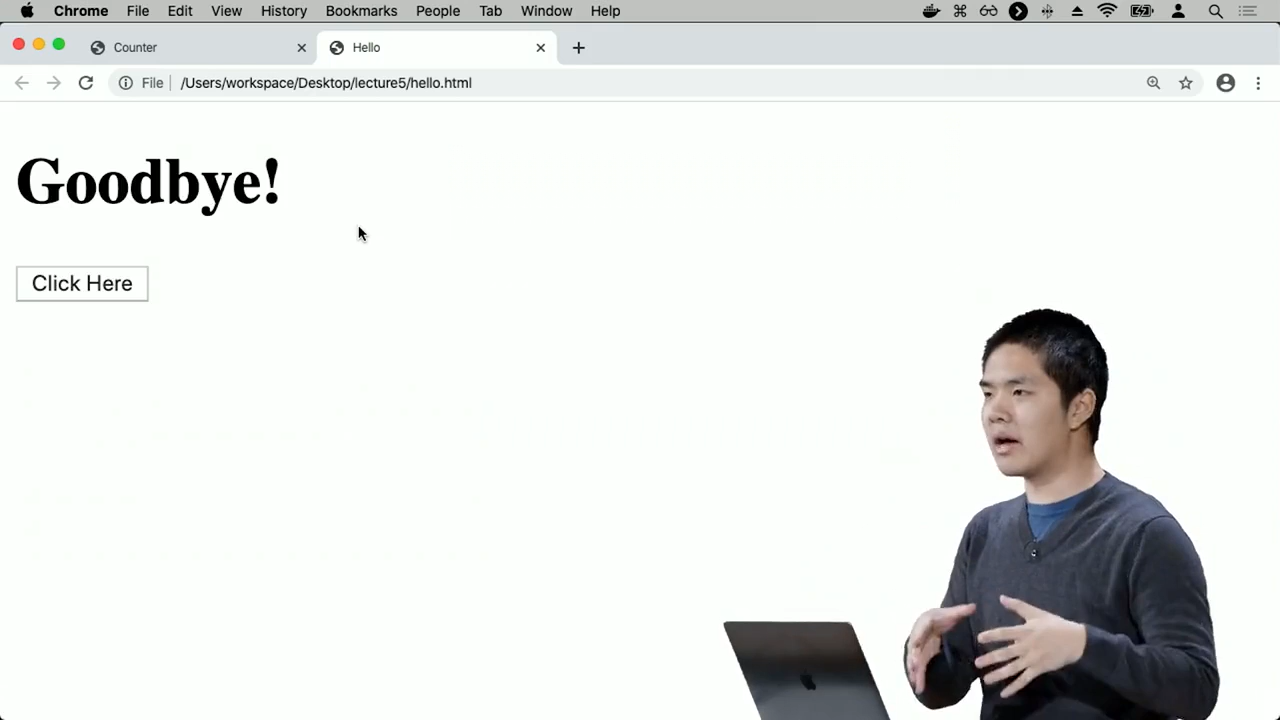 Chrome File Edit View History Bookmarks People Tab Window Help
Counter
Hello
File /Users/workspace/Desktop/lecture5/hello.html
Goodbye!
Click Here